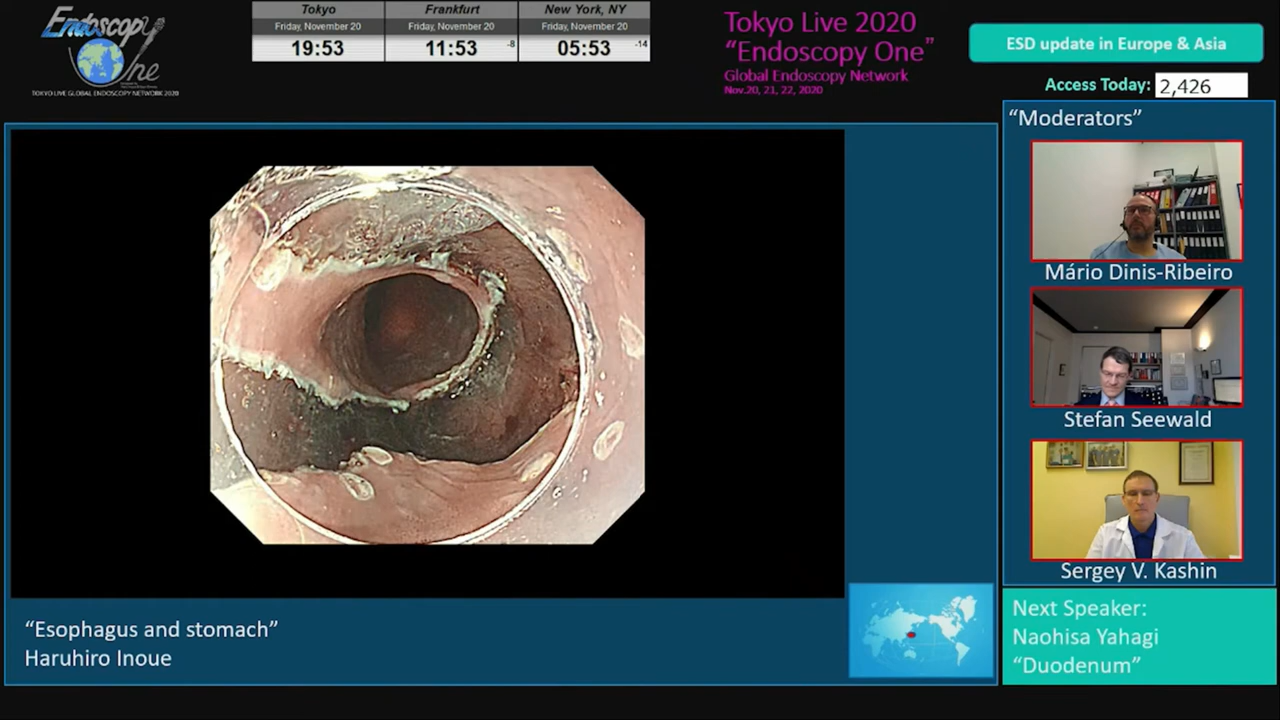 Endoscopy
One
TOKYO LIVE GLOBAL ENDOSCOPY NETWORK 2020
Tokyo
Friday, November 20
19:53
Frankfurt
Friday, November 20
11:53
-8
New York, NY
Friday, November 20
05:53
-14
Tokyo Live 2020
“Endoscopy One”
Global Endoscopy Network
Nov.20, 21, 22, 2020
ESD update in Europe & Asia
Access Today: 2,426
“Moderators”
Mário Dinis-Ribeiro
Stefan Seewald
Sergey V. Kashin
“Esophagus and stomach”
Haruhiro Inoue
Next Speaker:
Naohisa Yahagi
“Duodenum”